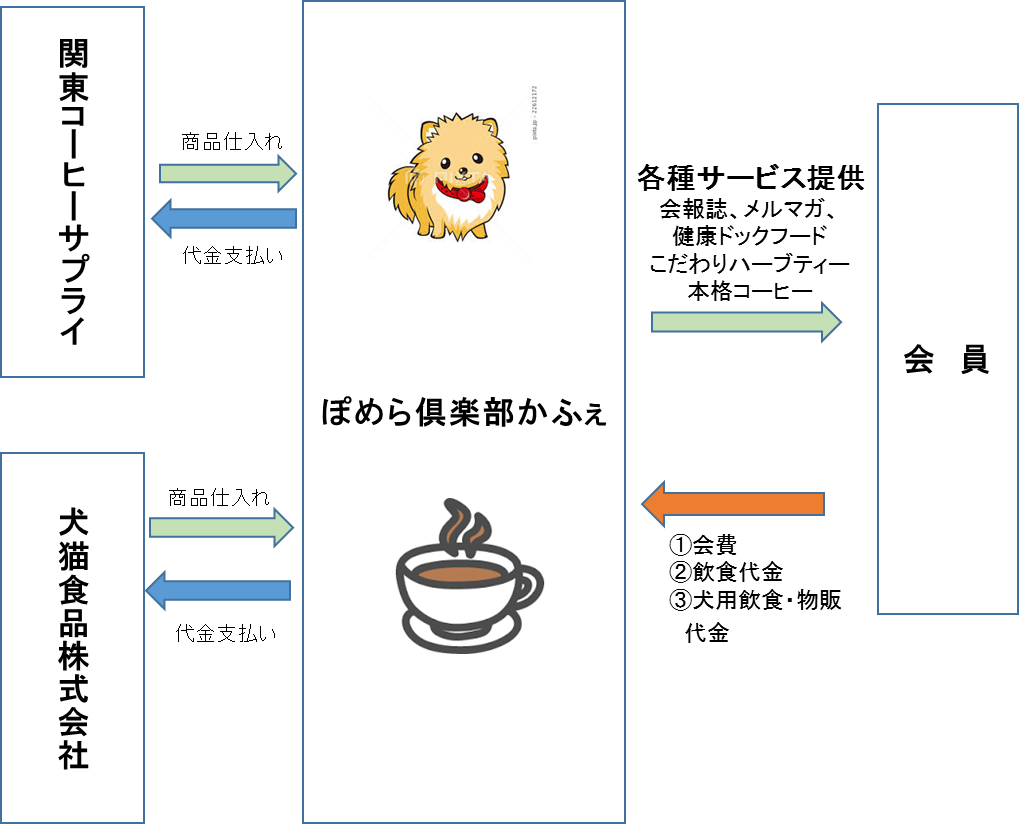 関東コーヒーサプライ
商品仕入れ
代金支払い
犬猫食品株式会社
商品仕入れ
代金支払い
ぽめら倶楽部かふぇ
各種サービス提供
会報誌、メルマガ、
健康ドックフード
こだわりハーブティー
本格コーヒー
①会費
②飲食代金
③犬用飲食・物販
代金
会 員